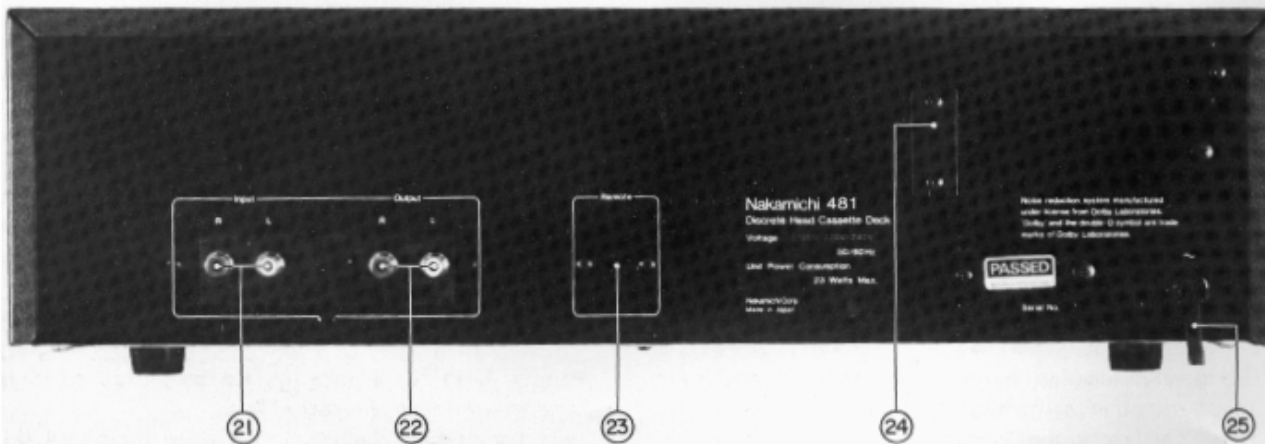 Input
Output
Remote
R L
R L
Nakamichi 481
Discrete Head Cassette Deck
Voltage
50/60Hz
Unit Power Consumption
23 Watts Max.
Nakamichi Corp.
Made in Japan
Noise reduction system manufactured
under license from Dolby Laboratories.
'Dolby' and the double-D symbol are trade
marks of Dolby Laboratories.
PASSED
Serial No.
21
22
23
24
25